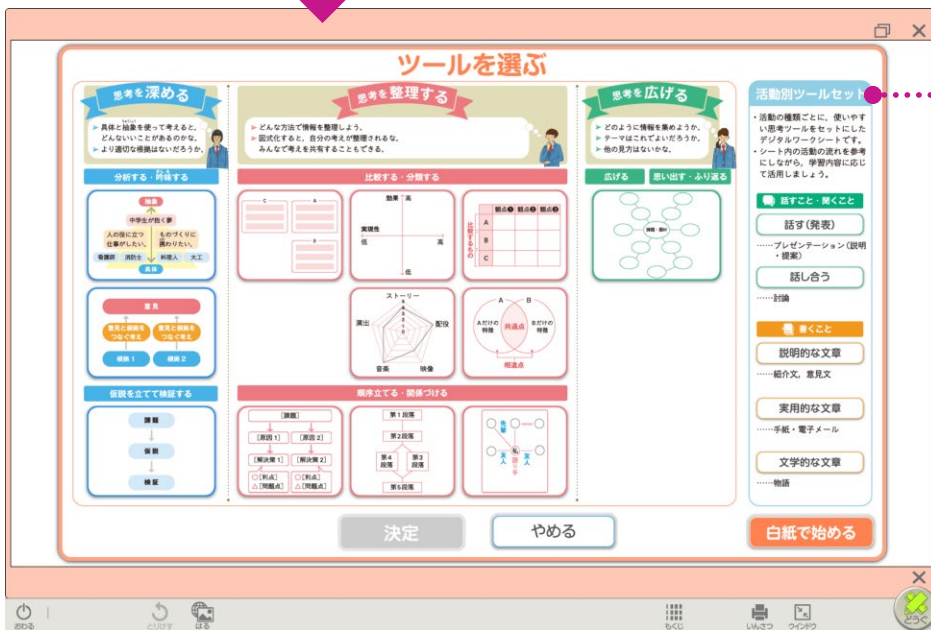 ツールを選ぶ
思考を深める
具体と抽象を使って考えると、
どんないいことがあるのかな。
より適切な根拠はないだろうか。
分析する・吟味する
抽象
中学生が抱く夢
人の役に立つ
仕事がしたい。
ものづくりに
携わりたい。
看護師 消防士 料理人 大工
具体
意見
意見と根拠を
つなぐ考え
意見と根拠を
つなぐ考え
根拠1 根拠2
仮説を立てて検証する
課題
仮説
検証
思考を整理する
どんな方法で情報を整理しよう。
図式化すると、自分の考えが整理されるな。
みんなで考えを共有することもできる。
比較する・分類する
C A
B
効果 高
実現性
低 高
低
観点❶ 観点❷ 観点❸
比較するもの
A
B
C
ストーリー
5
4
3
2
1
0
演出 配役
音楽 映像
A B
Aだけの
特徴
共通点
Bだけの
特徴
相違点
順序立てる・関係づける
[課題]
[原因1] [原因2]
[解決策1] [解決策2]
○[利点]
△[問題点]
○[利点]
△[問題点]
第1段落
第2段落
第4
段落
第3
段落
第5段落
先輩
私
語り手
友人
友人
思考を広げる
どのように情報を集めようか。
テーマはこれでよいだろうか。
他の見方はないかな。
広げる 思い出す・ふり返る
課題・題材
活動別ツールセット
・活動の種類ごとに、使いやす
い思考ツールをセットにした
デジタルワークシートです。
・シート内の活動の流れを参考
にしながら、学習内容に応じ
て活用しましょう。
話すこと・聞くこと
話す(発表)
……プレゼンテーション(説明
・提案)
話し合う
……討論
書くこと
説明的な文章
……紹介文,意見文
実用的な文章
……手紙・電子メール
文学的な文章
……物語
決定 やめる 白紙で始める
おわる とりけす はる もくじ いんさつ ウインドウ どうぐ